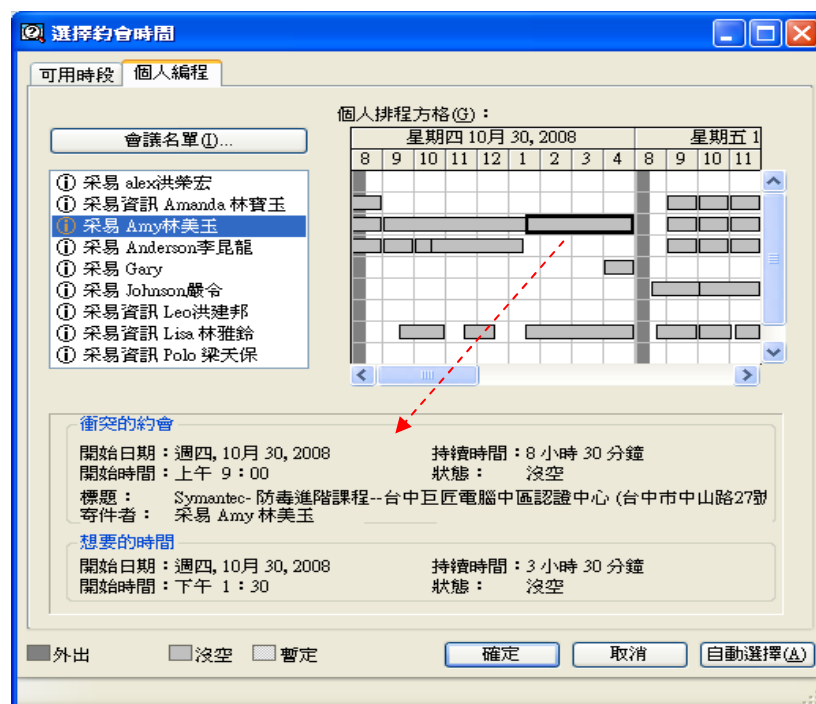 選擇約會時間
可用時段 個人編程
個人排程方格(G)：
會議名單(I)...
星期四 10月 30, 2008 星期五 1
8 9 10 11 12 1 2 3 4 8 9 10 11
采易 alex洪榮宏
采易資訊 Amanda 林寶玉
采易 Amy林美玉
采易 Anderson李昆龍
采易 Gary
采易 Johnson嚴令
采易資訊 Leo洪建邦
采易資訊 Lisa 林雅鈴
采易資訊 Polo 梁天保
衝突的約會
開始日期：週四, 10月 30, 2008 持續時間：8 小時 30 分鐘
開始時間：上午 9：00 狀態： 沒空
標題： Symantec- 防毒進階課程--台中巨匠電腦中區認證中心 (台中市中山路27號
寄件者： 采易 Amy 林美玉
想要的時間
開始日期：週四, 10月 30, 2008 持續時間：3 小時 30 分鐘
開始時間：下午 1：30 狀態： 沒空
外出 沒空 暫定 確定 取消 自動選擇(A)